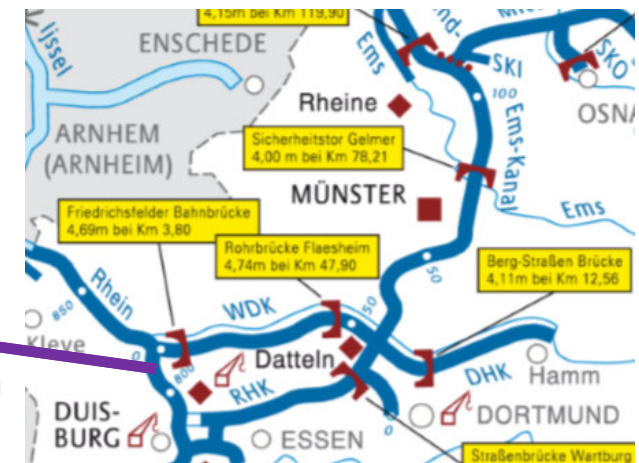 4,15m bei Km 119,90
Ijssel
ENSCHEDE
Ems
nd-
SKI
SKO
100
OSNA
Rheine
Ems-Kanal
ARNHEM
(ARNHEIM)
Sicherheitstor Gelmer
4,00 m bei Km 78,21
MÜNSTER
Ems
Friedrichsfelder Bahnbrücke
4,69m bei Km 3,80
Rohrbrücke Flaesheim
4,74m bei Km 47,90
Berg-Straßen Brücke
4,11m bei Km 12,56
50
Rhein
850
WDK
50
Kleve
0
800
Datteln
DHK
Hamm
RHK
DUIS-
BURG
ESSEN
0
DORTMUND
Straßenbrücke Wartburg